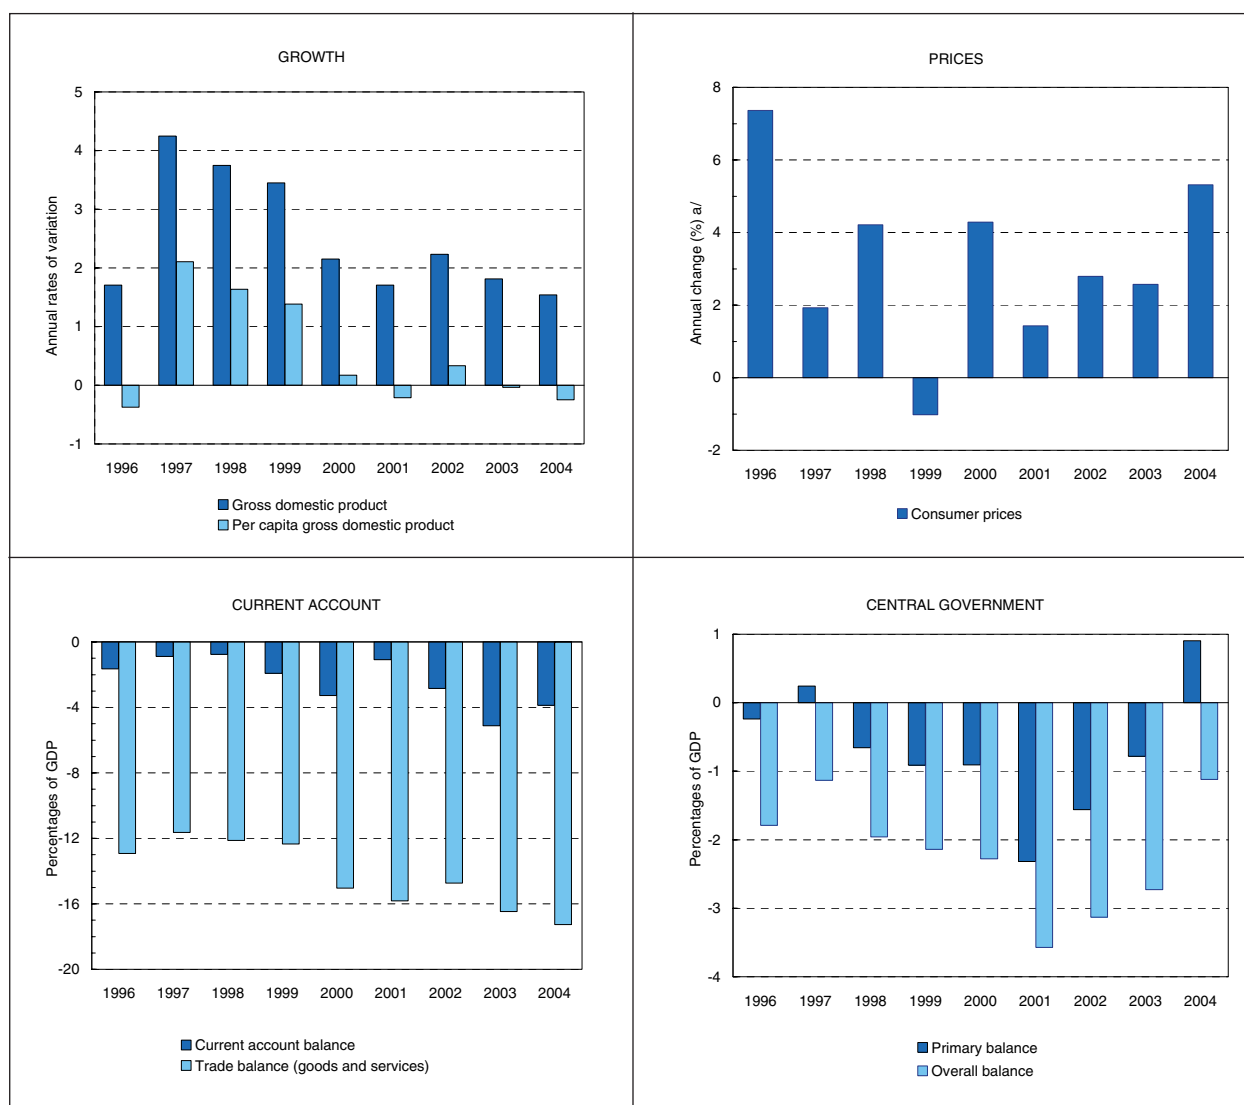 GROWTH
Annual rates of variation
5
4
3
2
1
0
-1
1996 1997 1998 1999 2000 2001 2002 2003 2004
Gross domestic product
Per capita gross domestic product
PRICES
Annual change (%) a/
8
6
4
2
0
-2
1996 1997 1998 1999 2000 2001 2002 2003 2004
Consumer prices
CURRENT ACCOUNT
Percentages of GDP
0
-4
-8
-12
-16
-20
1996 1997 1998 1999 2000 2001 2002 2003 2004
Current account balance
Trade balance (goods and services)
CENTRAL GOVERNMENT
Percentages of GDP
1
0
-1
-2
-3
-4
1996 1997 1998 1999 2000 2001 2002 2003 2004
Primary balance
Overall balance